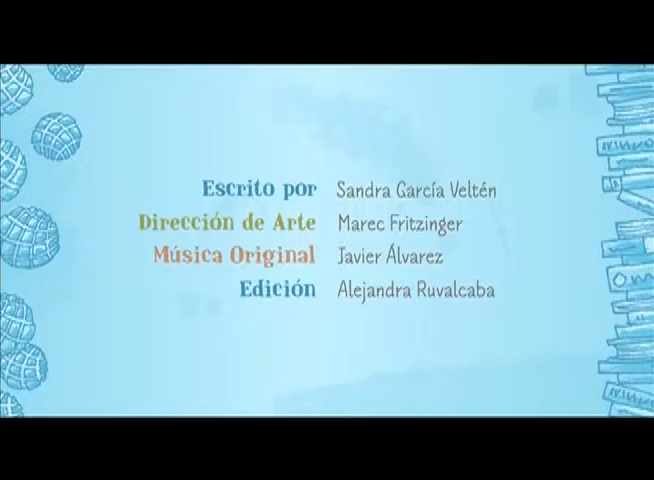 Escrito por Sandra García Veltén
Dirección de Arte Marec Fritzinger
Música Original Javier Álvarez
Edición Alejandra Ruvalcaba